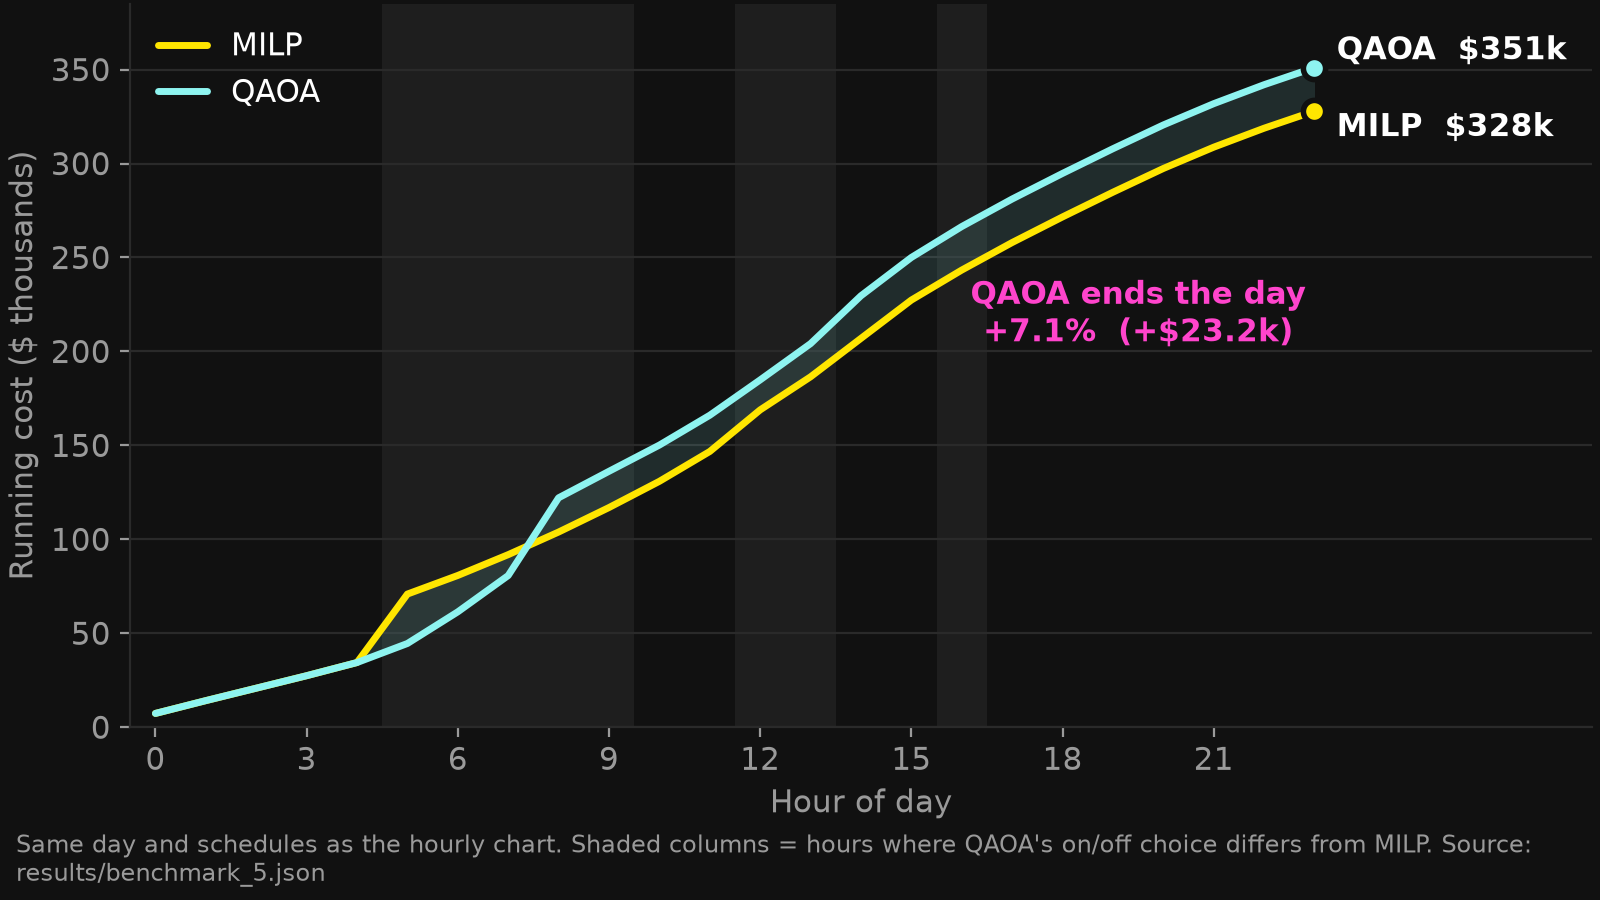 MILP
QAOA
QAOA $351k
MILP $328k
QAOA ends the day
+7.1% (+$23.2k)
Running cost ($ thousands)
350
300
250
200
150
100
50
0
0 3 6 9 12 15 18 21
Hour of day
Same day and schedules as the hourly chart. Shaded columns = hours where QAOA's on/off choice differs from MILP. Source:
results/benchmark_5.json